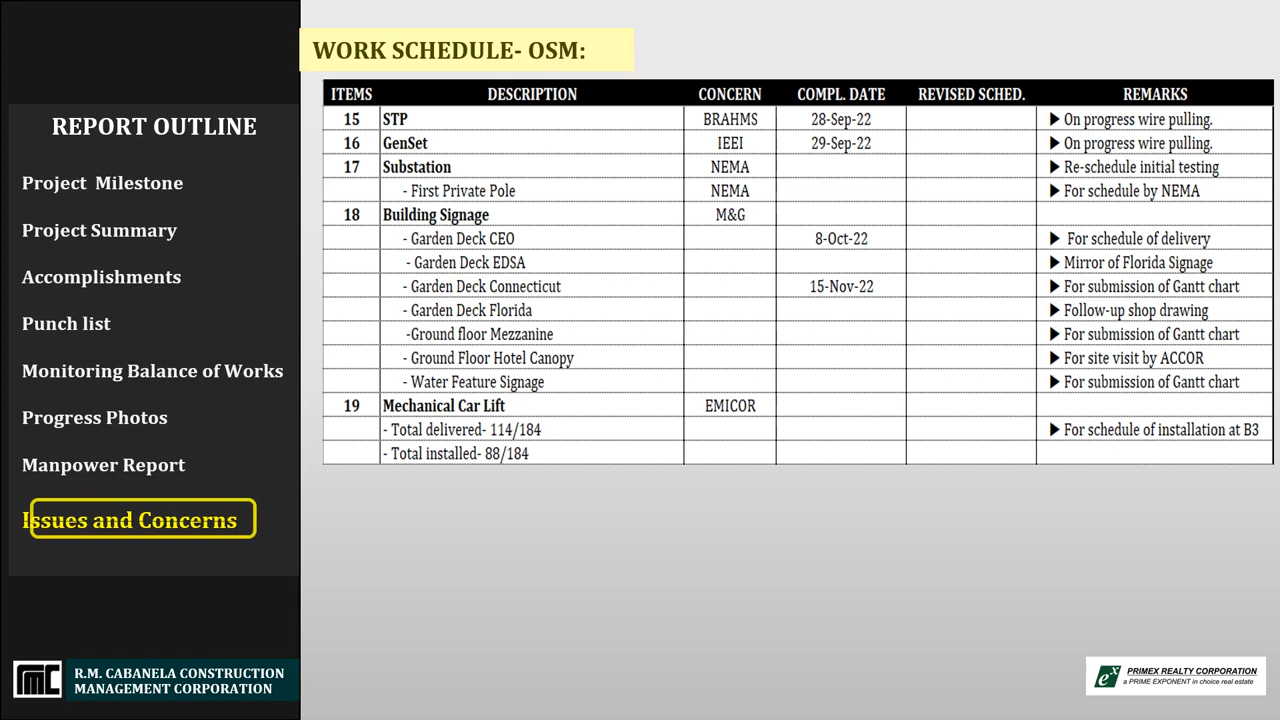 WORK SCHEDULE- OSM:
REPORT OUTLINE
Project  Milestone
Project Summary
Accomplishments
Punch list
Monitoring Balance of Works
Progress Photos
Manpower Report
Issues and Concerns
ITEMS DESCRIPTION CONCERN COMPL. DATE REVISED SCHED. REMARKS
15 STP BRAHMS 28-Sep-22 ▶ On progress wire pulling.
16 GenSet IEEI 29-Sep-22 ▶ On progress wire pulling.
17 Substation NEMA ▶ Re-schedule initial testing
- First Private Pole NEMA ▶ For schedule by NEMA
18 Building Signage M&G
- Garden Deck CEO 8-Oct-22 ▶ For schedule of delivery
- Garden Deck EDSA ▶ Mirror of Florida Signage
- Garden Deck Connecticut 15-Nov-22 ▶ For submission of Gantt chart
- Garden Deck Florida ▶ Follow-up shop drawing
-Ground floor Mezzanine ▶ For submission of Gantt chart
- Ground Floor Hotel Canopy ▶ For site visit by ACCOR
- Water Feature Signage ▶ For submission of Gantt chart
19 Mechanical Car Lift EMICOR
- Total delivered- 114/184 ▶ For schedule of installation at B3
- Total installed- 88/184
R.M. CABANELA CONSTRUCTION
MANAGEMENT CORPORATION
ex PRIMEX REALTY CORPORATION
a PRIME EXPONENT in choice real estate